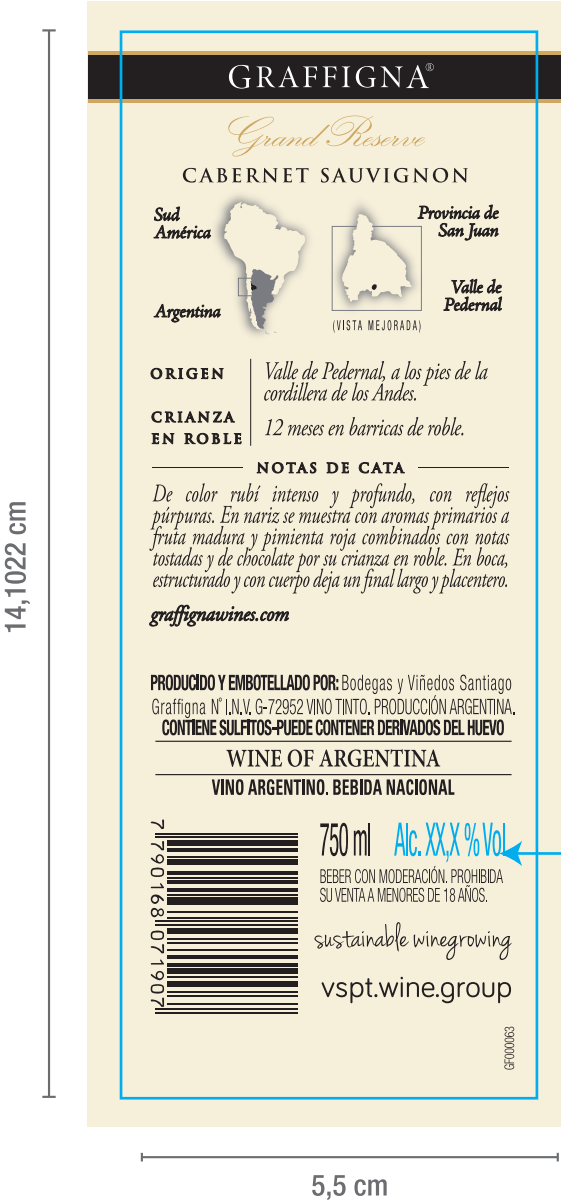 GRAFFIGNA®
Grand Reserve
CABERNET SAUVIGNON
Sud
América
Argentina
Provincia de
San Juan
Valle de
Pedernal
(VISTA MEJORADA)
ORIGEN
Valle de Pedernal, a los pies de la
cordillera de los Andes.
CRIANZA
EN ROBLE
12 meses en barricas de roble.
NOTAS DE CATA
De color rubí intenso y profundo, con reflejos
púrpuras. En nariz se muestra con aromas primarios a
fruta madura y pimienta roja combinados con notas
tostadas y de chocolate por su crianza en roble. En boca,
estructurado y con cuerpo deja un final largo y placentero.
graffignawines.com
PRODUCIDO Y EMBOTELLADO POR: Bodegas y Viñedos Santiago
Graffigna N° I.N.V. G-72952 VINO TINTO. PRODUCCIÓN ARGENTINA.
CONTIENE SULFITOS-PUEDE CONTENER DERIVADOS DEL HUEVO
WINE OF ARGENTINA
VINO ARGENTINO. BEBIDA NACIONAL
7 790168 071907
750 ml Alc. XX,X % Vol
BEBER CON MODERACIÓN. PROHIBIDA
SU VENTA A MENORES DE 18 AÑOS.
sustainable winegrowing
vspt.wine.group
GF000063
14,1022 cm
5,5 cm